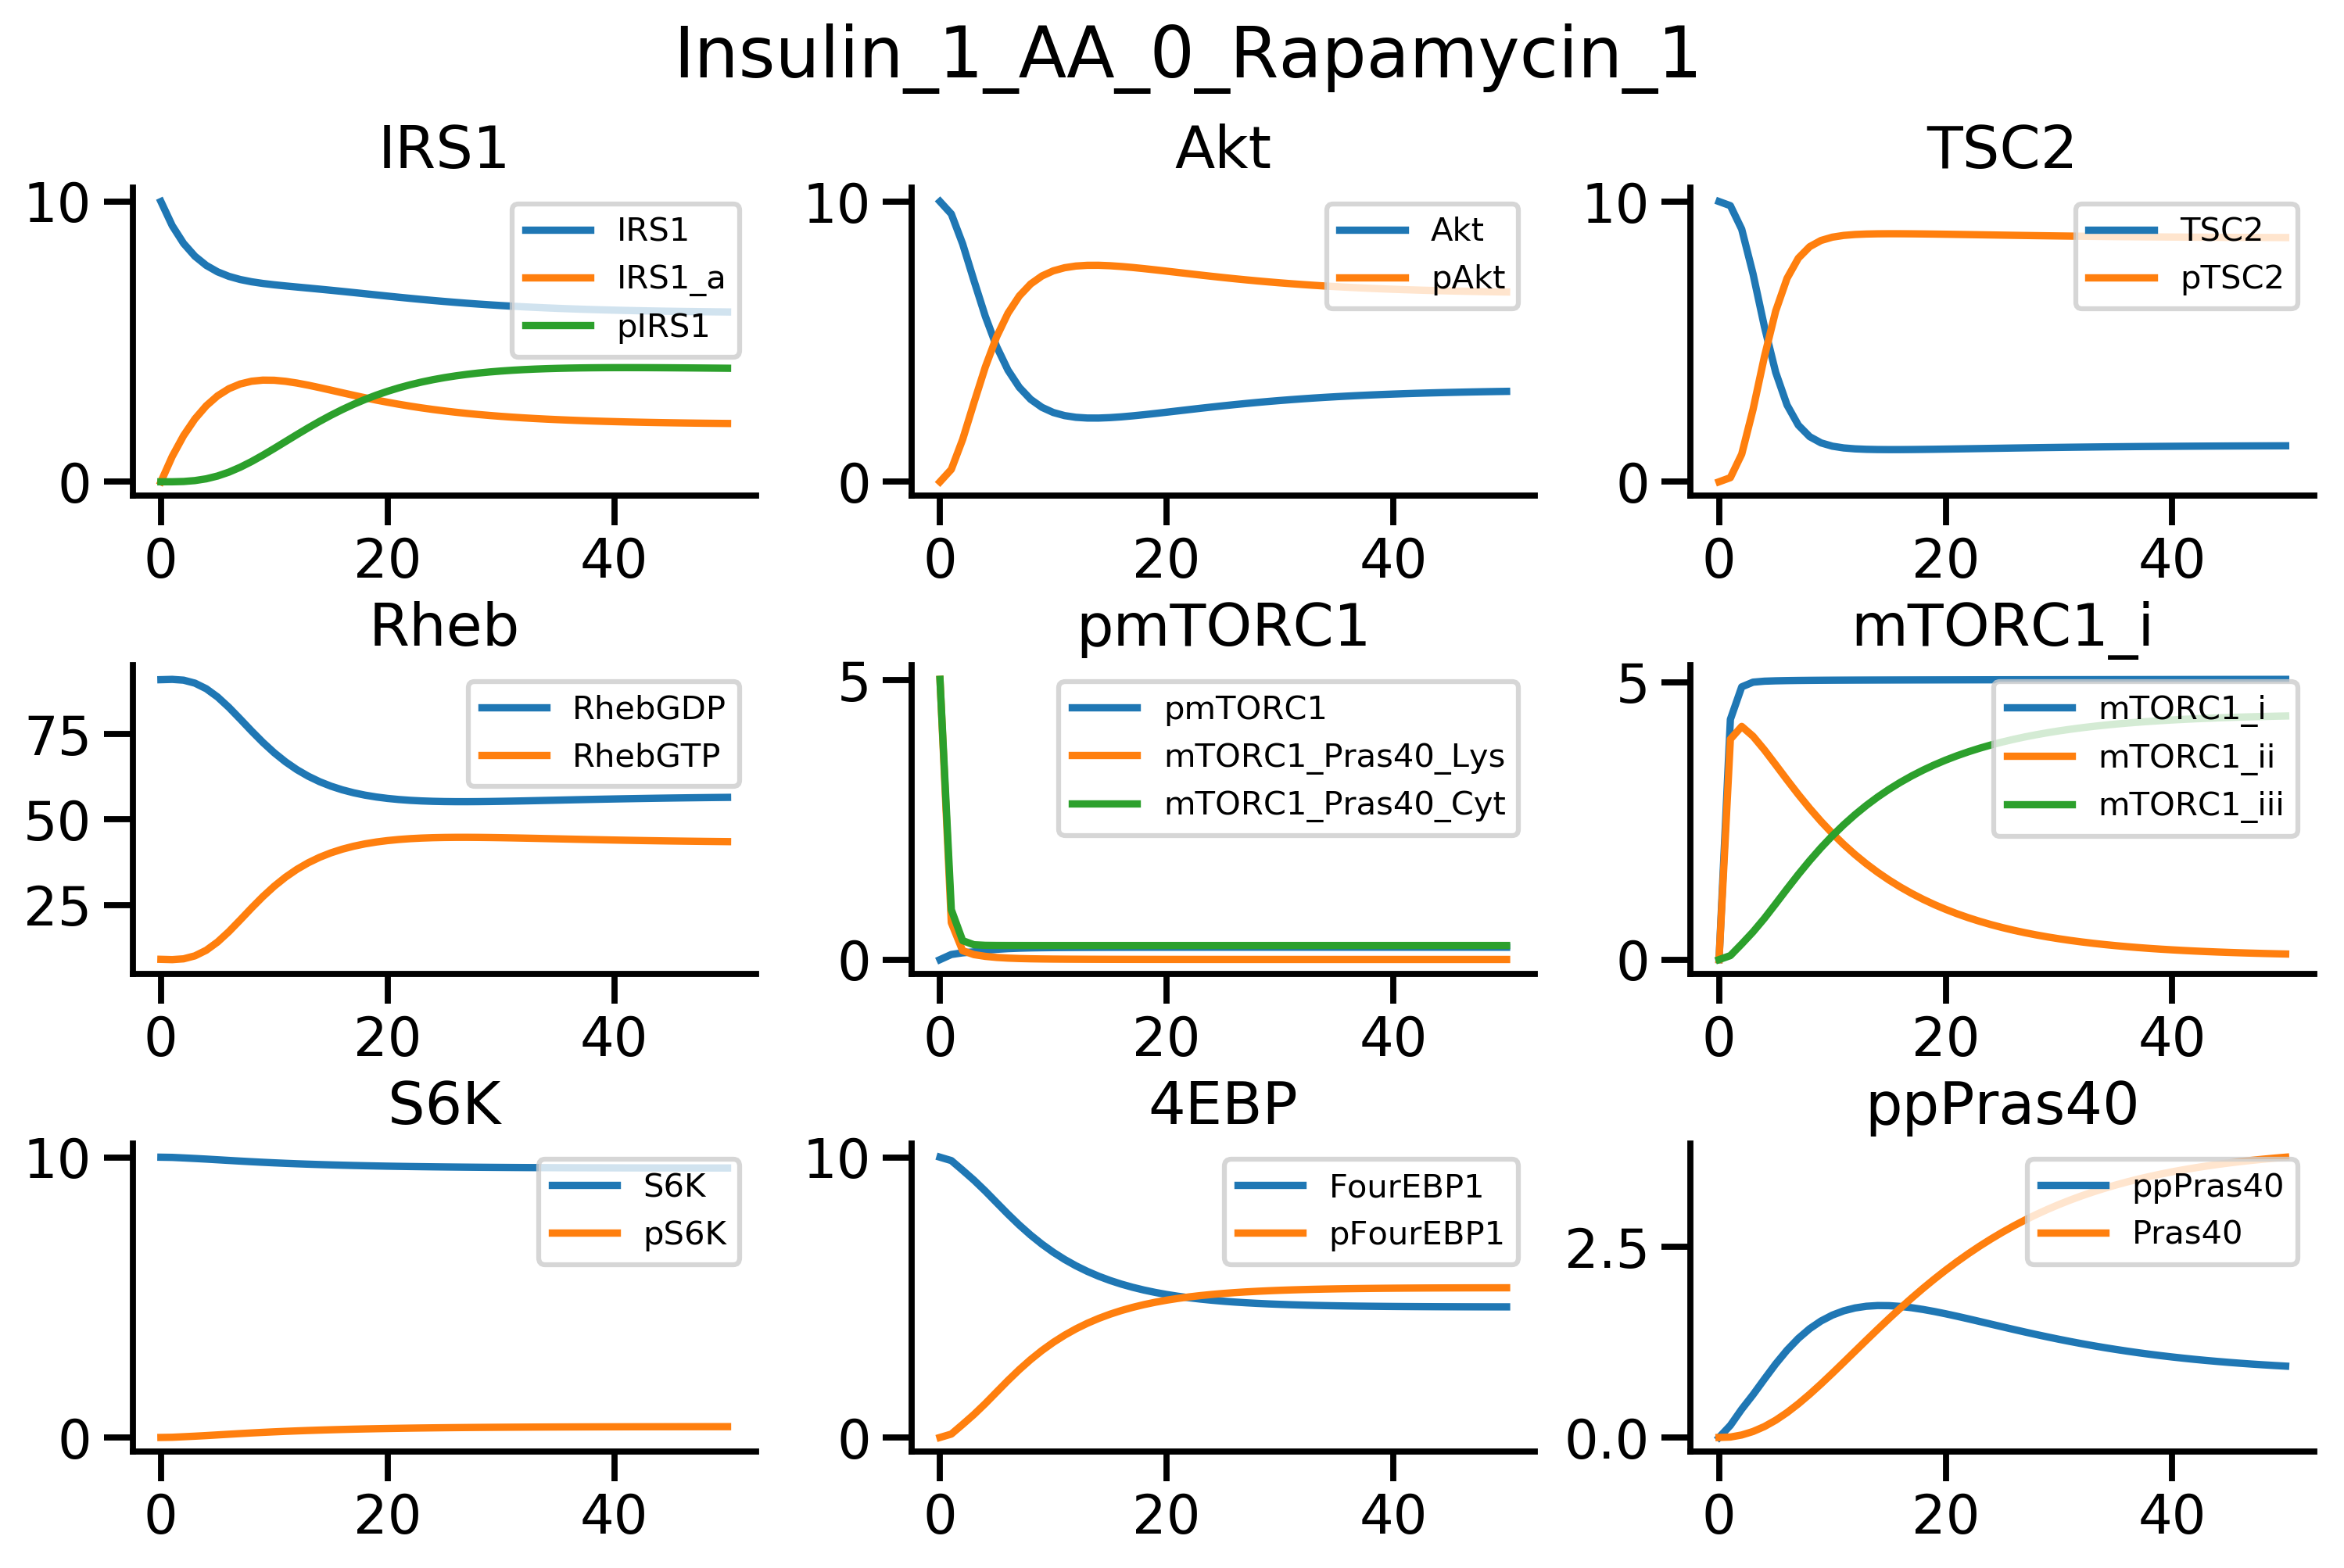 Insulin_1_AA_0_Rapamycin_1
IRS1
10
0
0 20 40
IRS1
IRS1_a
pIRS1
Akt
10
0
0 20 40
Akt
pAkt
TSC2
10
0
0 20 40
TSC2
pTSC2
Rheb
75
50
25
0 20 40
RhebGDP
RhebGTP
pmTORC1
5
0
0 20 40
pmTORC1
mTORC1_Pras40_Lys
mTORC1_Pras40_Cyt
mTORC1_i
5
0
0 20 40
mTORC1_i
mTORC1_ii
mTORC1_iii
S6K
10
0
0 20 40
S6K
pS6K
4EBP
10
0
0 20 40
FourEBP1
pFourEBP1
ppPras40
2.5
0.0
0 20 40
ppPras40
Pras40